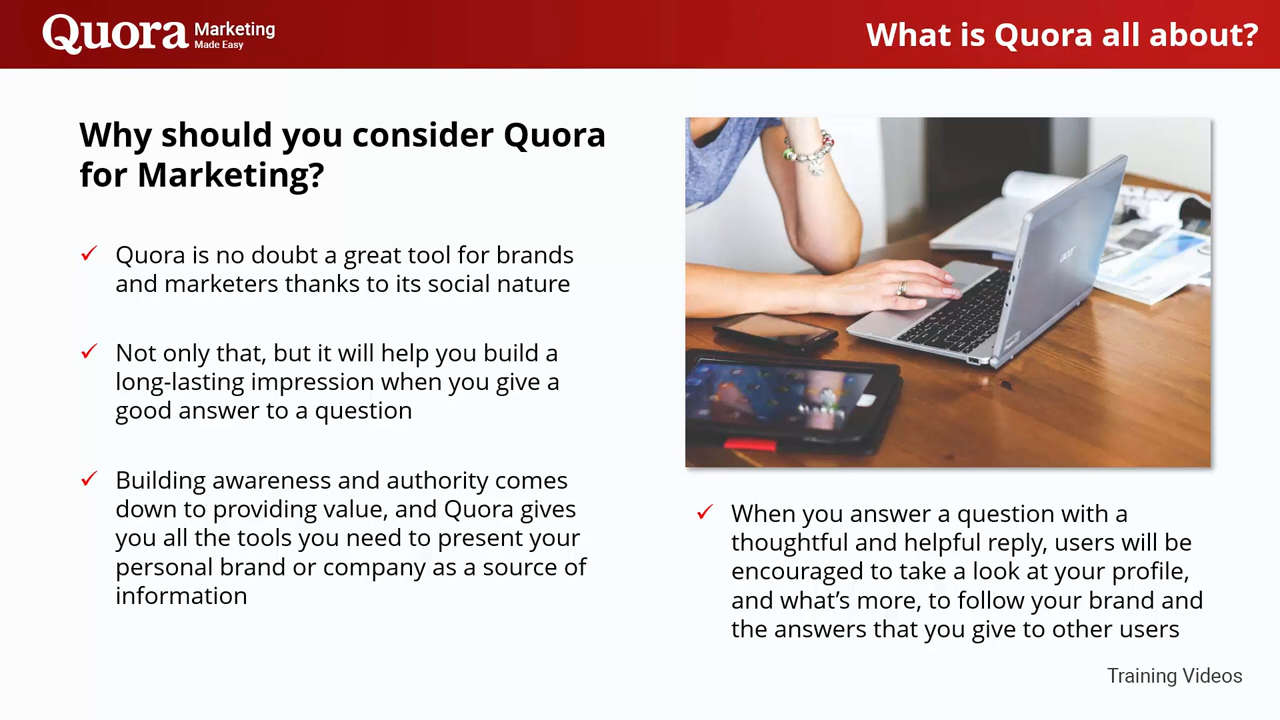 Quora Marketing
Made Easy
What is Quora all about?
Why should you consider Quora
for Marketing?
✓ Quora is no doubt a great tool for brands
and marketers thanks to its social nature
✓ Not only that, but it will help you build a
long-lasting impression when you give a
good answer to a question
✓ Building awareness and authority comes
down to providing value, and Quora gives
you all the tools you need to present your
personal brand or company as a source of
information
acer
✓ When you answer a question with a
thoughtful and helpful reply, users will be
encouraged to take a look at your profile,
and what’s more, to follow your brand and
the answers that you give to other users
Training Videos